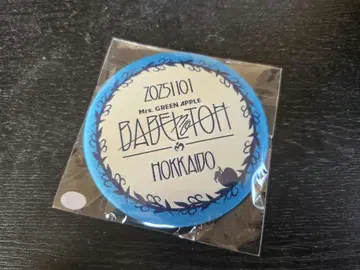 20251101
Mrs. GREEN APPLE
BABEL no TOH
HOKKAIDO